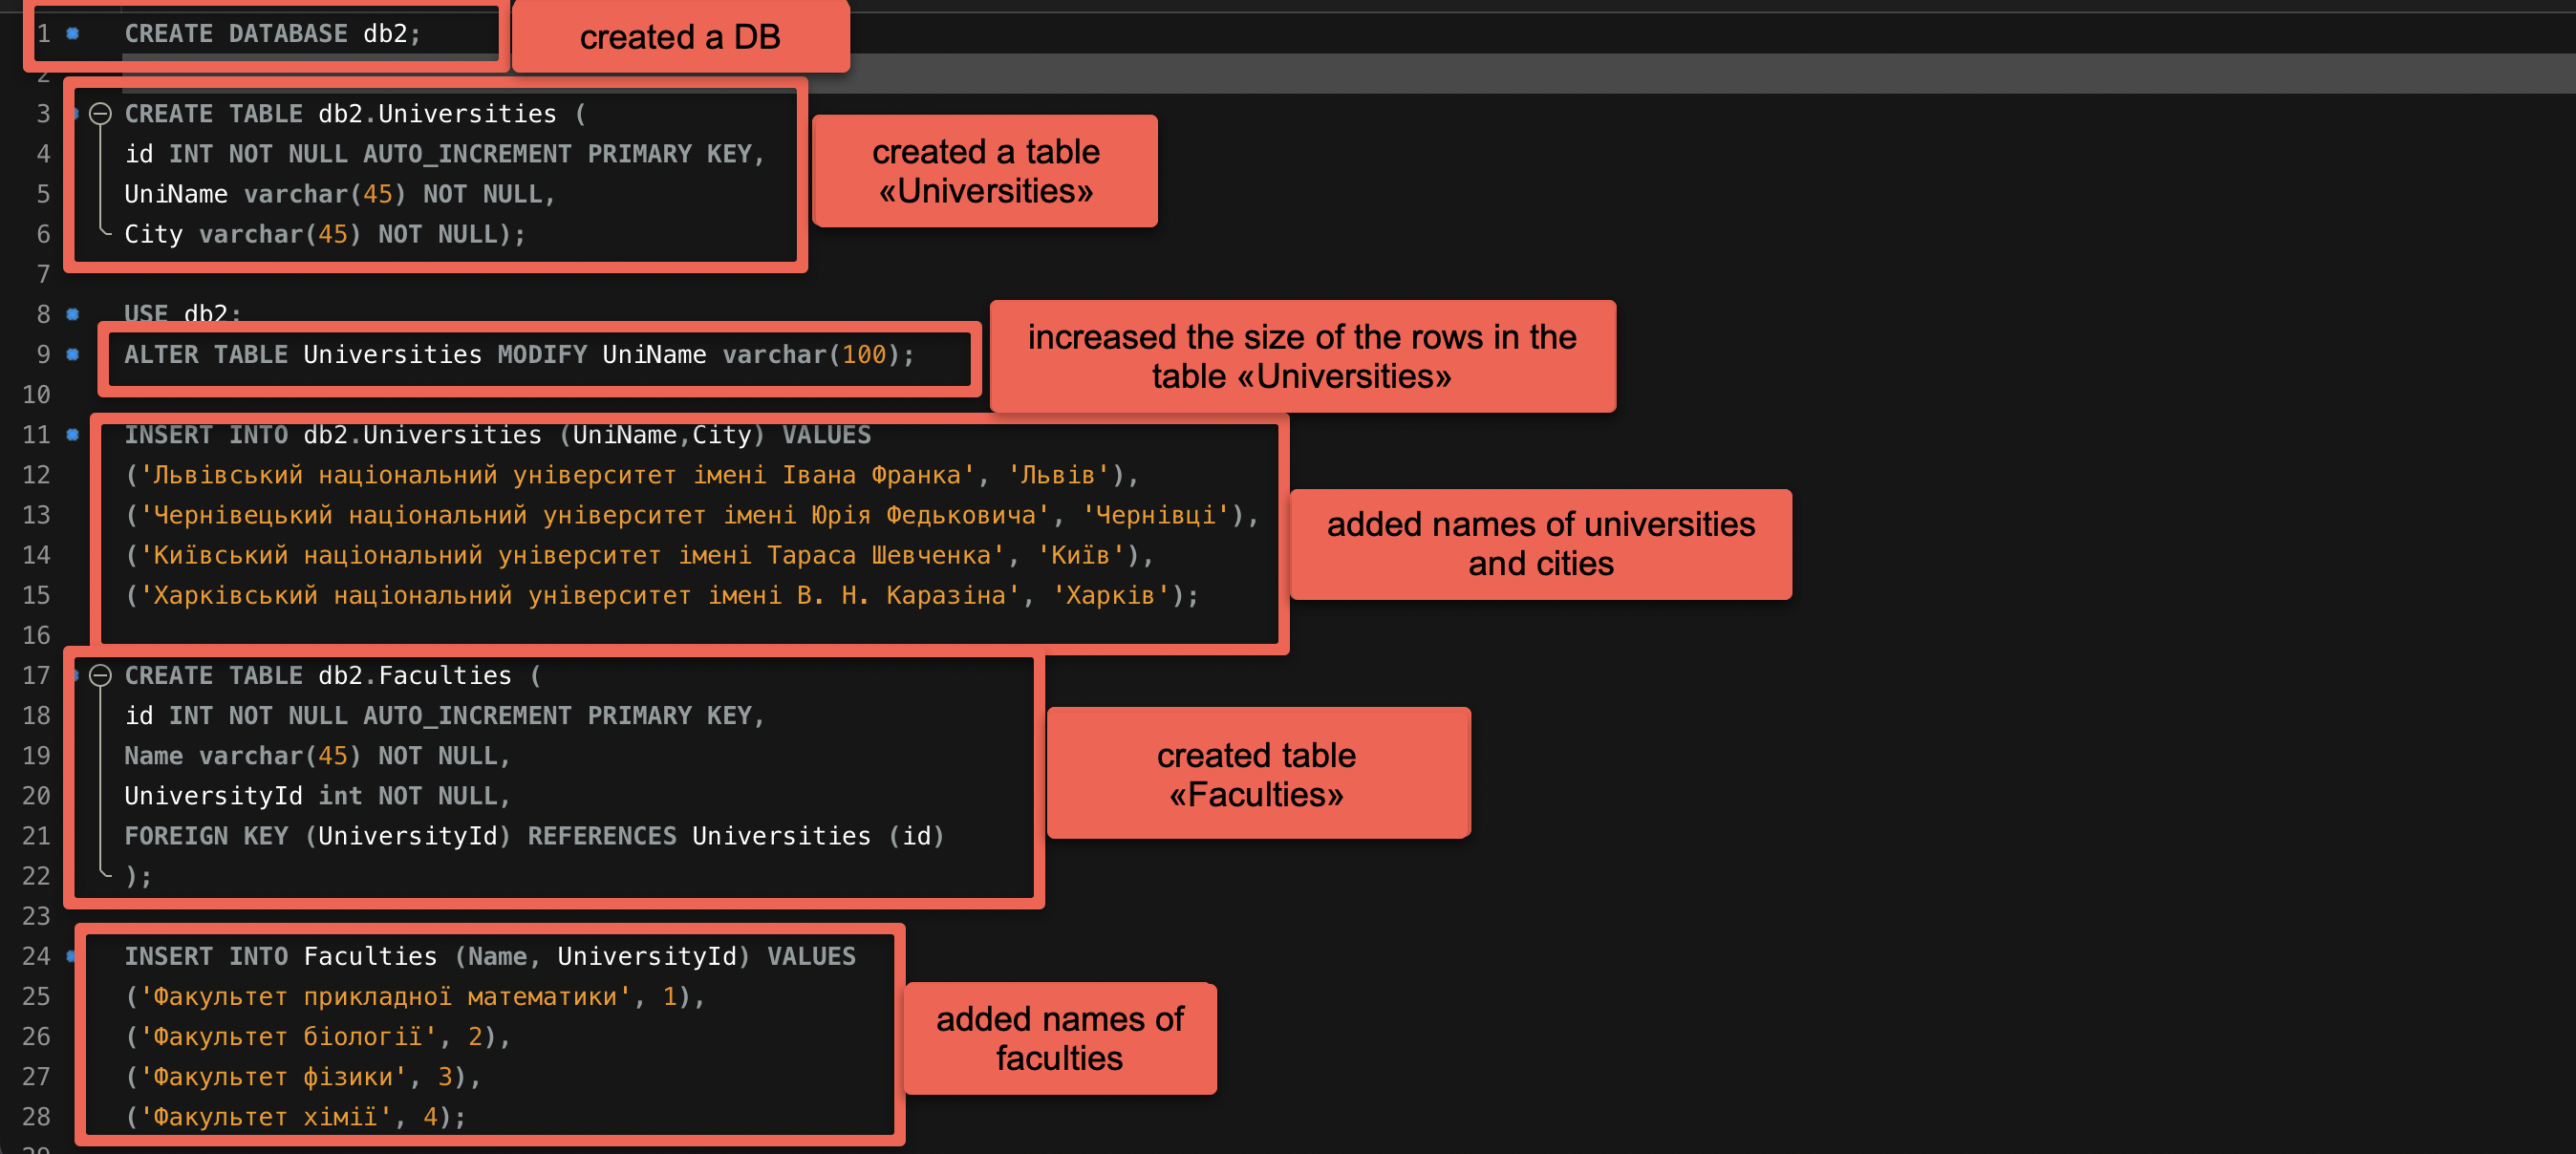 1 CREATE DATABASE db2;
created a DB
2
3 CREATE TABLE db2.Universities (
4 id INT NOT NULL AUTO_INCREMENT PRIMARY KEY,
5 UniName varchar(45) NOT NULL,
6 City varchar(45) NOT NULL);
created a table
«Universities»
7
8 USE db2;
9 ALTER TABLE Universities MODIFY UniName varchar(100);
increased the size of the rows in the
table «Universities»
10
11 INSERT INTO db2.Universities (UniName,City) VALUES
12 ('Львівський національний університет імені Івана Франка', 'Львів'),
13 ('Чернівецький національний університет імені Юрія Федьковича', 'Чернівці'),
14 ('Київський національний університет імені Тараса Шевченка', 'Київ'),
15 ('Харківський національний університет імені В. Н. Каразіна', 'Харків');
added names of universities
and cities
16
17 CREATE TABLE db2.Faculties (
18 id INT NOT NULL AUTO_INCREMENT PRIMARY KEY,
19 Name varchar(45) NOT NULL,
20 UniversityId int NOT NULL,
21 FOREIGN KEY (UniversityId) REFERENCES Universities (id)
22 );
created table
«Faculties»
23
24 INSERT INTO Faculties (Name, UniversityId) VALUES
25 ('Факультет прикладної математики', 1),
26 ('Факультет біології', 2),
27 ('Факультет фізики', 3),
28 ('Факультет хімії', 4);
added names of
faculties
29